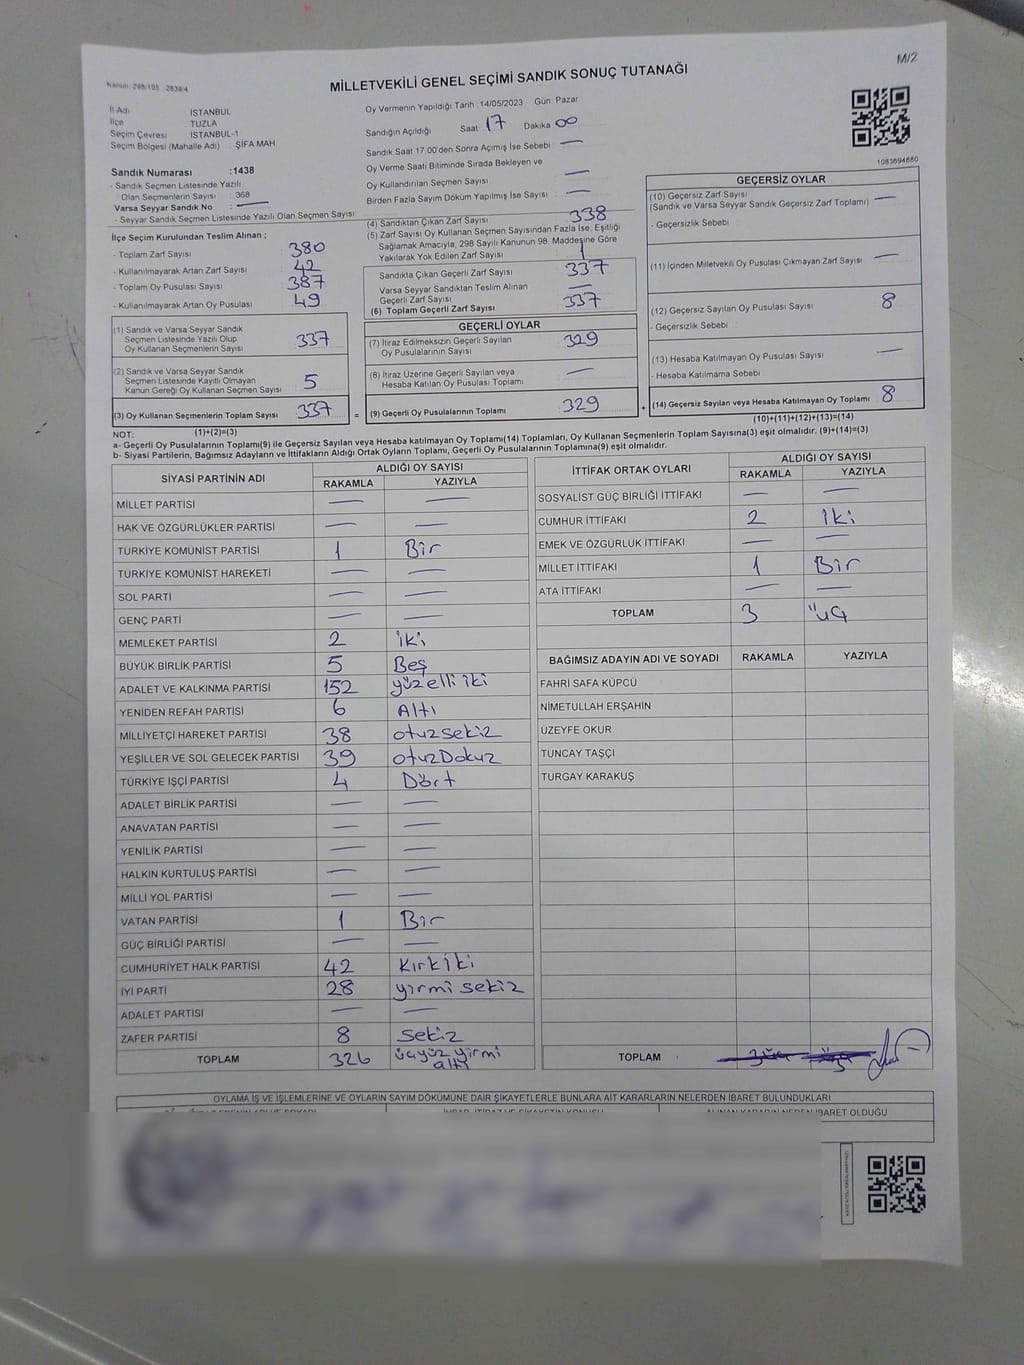 Kanun: 298/105 , 2839/4
MİLLETVEKİLİ GENEL SEÇİMİ SANDIK SONUÇ TUTANAĞI
M/2
İl Adı : İSTANBUL
İlçe : TUZLA
Seçim Çevresi : İSTANBUL-1
Seçim Bölgesi (Mahalle Adı) : ŞİFA MAH
Oy Vermenin Yapıldığı Tarih :14/05/2023 Gün: Pazar
Sandığın Açıldığı Saat 17 Dakika 00
Sandık Saat 17.00'den Sonra Açımış İse Sebebi —
Oy Verme Saati Bitiminde Sırada Bekleyen ve
Oy Kullandırılan Seçmen Sayısı —
Birden Fazla Sayım Döküm Yapılmış İse Sayısı : —
1083694880
Sandık Numarası :1438
- Sandık Seçmen Listesinde Yazılı
Olan Seçmenlerin Sayısı : 368
Varsa Seyyar Sandık No : —
- Seyyar Sandık Seçmen Listesinde Yazılı Olan Seçmen Sayısı
İlçe Seçim Kurulundan Teslim Alınan ;
- Toplam Zarf Sayısı 380
- Kullanılmayarak Artan Zarf Sayısı 42
- Toplam Oy Pusulası Sayısı 387
- Kullanılmayarak Artan Oy Pusulası 49
(1) Sandık ve Varsa Seyyar Sandık
Seçmen Listesinde Yazılı Olup
Oy Kullanan Seçmenlerin Sayısı 337
(2) Sandık ve Varsa Seyyar Sandık
Seçmen Listesinde Kayıtlı Olmayan
Kanun Gereği Oy Kullanan Seçmen Sayısı 5
(3) Oy Kullanan Seçmenlerin Toplam Sayısı 337 =
(1)+(2)=(3)
(4) Sandıktan Çıkan Zarf Sayısı 338
(5) Zarf Sayısı Oy Kullanan Seçmen Sayısından Fazla İse, Eşitliği
Sağlamak Amacıyla, 298 Sayılı Kanunun 98. Maddesine Göre
Yakılarak Yok Edilen Zarf Sayısı 1
Sandıkta Çıkan Geçerli Zarf Sayısı 337
Varsa Seyyar Sandıktan Teslim Alınan
Geçerli Zarf Sayısı —
(6) Toplam Geçerli Zarf Sayısı 337
GEÇERLİ OYLAR
(7) İtiraz Edilmeksizin Geçerli Sayılan
Oy Pusulalarının Sayısı 329
(8) İtiraz Üzerine Geçerli Sayılan veya
Hesaba Katılan Oy Pusulası Toplamı —
(9) Geçerli Oy Pusulalarının Toplamı 329 +
GEÇERSİZ OYLAR
(10) Geçersiz Zarf Sayısı
(Sandık ve Varsa Seyyar Sandık Geçersiz Zarf Toplamı) —
- Geçersizlik Sebebi
(11) İçinden Milletvekili Oy Pusulası Çıkmayan Zarf Sayısı —
(12) Geçersiz Sayılan Oy Pusulası Sayısı 8
- Geçersizlik Sebebi :
(13) Hesaba Katılmayan Oy Pusulası Sayısı —
- Hesaba Katılmama Sebebi
(14) Geçersiz Sayılan veya Hesaba Katılmayan Oy Toplamı 8
(10)+(11)+(12)+(13)=(14)
NOT:
a- Geçerli Oy Pusulalarının Toplamı(9) ile Geçersiz Sayılan veya Hesaba katılmayan Oy Toplamı(14) Toplamları, Oy Kullanan Seçmenlerin Toplam Sayısına(3) eşit olmalıdır. (9)+(14)=(3)
b- Siyasi Partilerin, Bağımsız Adayların ve İttifakların Aldığı Ortak Oyların Toplamı, Geçerli Oy Pusulalarının Toplamına(9) eşit olmalıdır.
SİYASİ PARTİNİN ADI ALDIĞI OY SAYISI
RAKAMLA YAZIYLA
MİLLET PARTİSİ — —
HAK VE ÖZGÜRLÜKLER PARTİSİ — —
TÜRKİYE KOMÜNİST PARTİSİ 1 Bir
TÜRKİYE KOMÜNİST HAREKETİ — —
SOL PARTİ — —
GENÇ PARTİ — —
MEMLEKET PARTİSİ 2 iki
BÜYÜK BİRLİK PARTİSİ 5 Beş
ADALET VE KALKINMA PARTİSİ 152 yüzelli iki
YENİDEN REFAH PARTİSİ 6 Altı
MİLLİYETÇİ HAREKET PARTİSİ 38 otuzsekiz
YEŞİLLER VE SOL GELECEK PARTİSİ 39 otuzDokuz
TÜRKİYE İŞÇİ PARTİSİ 4 Dört
ADALET BİRLİK PARTİSİ — —
ANAVATAN PARTİSİ — —
YENİLİK PARTİSİ — —
HALKIN KURTULUŞ PARTİSİ — —
MİLLİ YOL PARTİSİ — —
VATAN PARTİSİ 1 Bir
GÜÇ BİRLİĞİ PARTİSİ — —
CUMHURİYET HALK PARTİSİ 42 Kırkiki
İYİ PARTİ 28 yirmi sekiz
ADALET PARTİSİ — —
ZAFER PARTİSİ 8 Sekiz
TOPLAM 326 üçyüz yirmi
altı
İTTİFAK ORTAK OYLARI ALDIĞI OY SAYISI
RAKAMLA YAZIYLA
SOSYALİST GÜÇ BİRLİĞİ İTTİFAKI — —
CUMHUR İTTİFAKI 2 iki
EMEK VE ÖZGÜRLÜK İTTİFAKI — —
MİLLET İTTİFAKI 1 Bir
ATA İTTİFAKI — —
TOPLAM 3 üç
BAĞIMSIZ ADAYIN ADI VE SOYADI RAKAMLA YAZIYLA
FAHRİ SAFA KÜPCÜ
NİMETULLAH ERŞAHİN
ÜZEYFE OKUR
TUNCAY TAŞÇI
TURGAY KARAKUŞ
TOPLAM :
OYLAMA İŞ VE İŞLEMLERİNE VE OYLARIN SAYIM DÖKÜMÜNE DAİR ŞİKAYETLERLE BUNLARA AİT KARARLARIN NELERDEN İBARET BULUNDUKLARI
ALINAN KARARIN NEDEN İBARET OLDUĞU